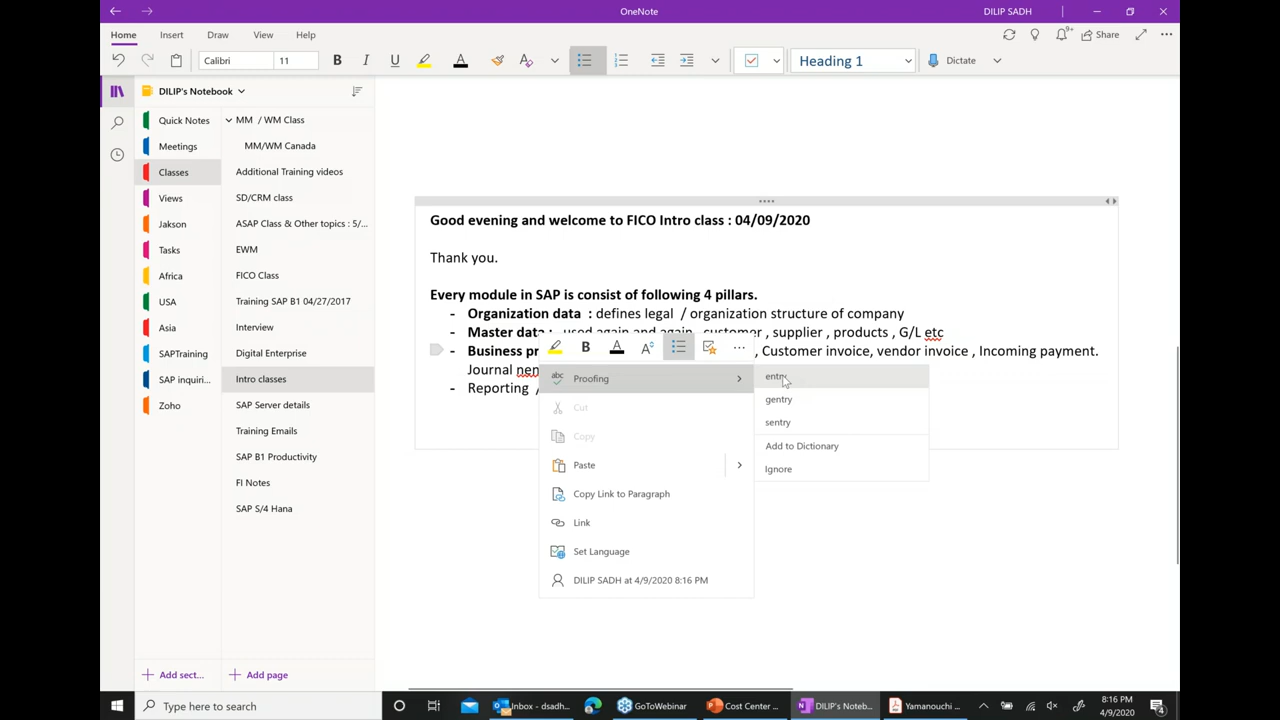 OneNote
DILIP SADH
Home Insert Draw View Help
9+ Share
Calibri 11 B I U A Heading 1 Dictate
DILIP's Notebook
Quick Notes
Meetings
Classes
Views
Jakson
Tasks
Africa
USA
Asia
SAPTraining
SAP inquiri...
Zoho
Add sect...
MM / WM Class
MM/WM Canada
Additional Training videos
SD/CRM class
ASAP Class & Other topics : 5/...
EWM
FICO Class
Training SAP B1 04/27/2017
Interview
Digital Enterprise
Intro classes
SAP Server details
Training Emails
SAP B1 Productivity
FI Notes
SAP S/4 Hana
Add page
Good evening and welcome to FICO Intro class : 04/09/2020
Thank you.
Every module in SAP is consist of following 4 pillars.
- Organization data : defines legal / organization structure of company
- Master data : used again and again customer , supplier , products , G/L etc
- Business pr , Customer invoice, vendor invoice , Incoming payment.
Journal nen
- Reporting /
B A
abc Proofing
Cut
Copy
Paste
Copy Link to Paragraph
Link
Set Language
DILIP SADH at 4/9/2020 8:16 PM
entry
gentry
sentry
Add to Dictionary
Ignore
Type here to search
Inbox - dsadh...
GoToWebinar
Cost Center ...
DILIP's Noteb...
Yamanouchi ...
8:16 PM
4/9/2020
4